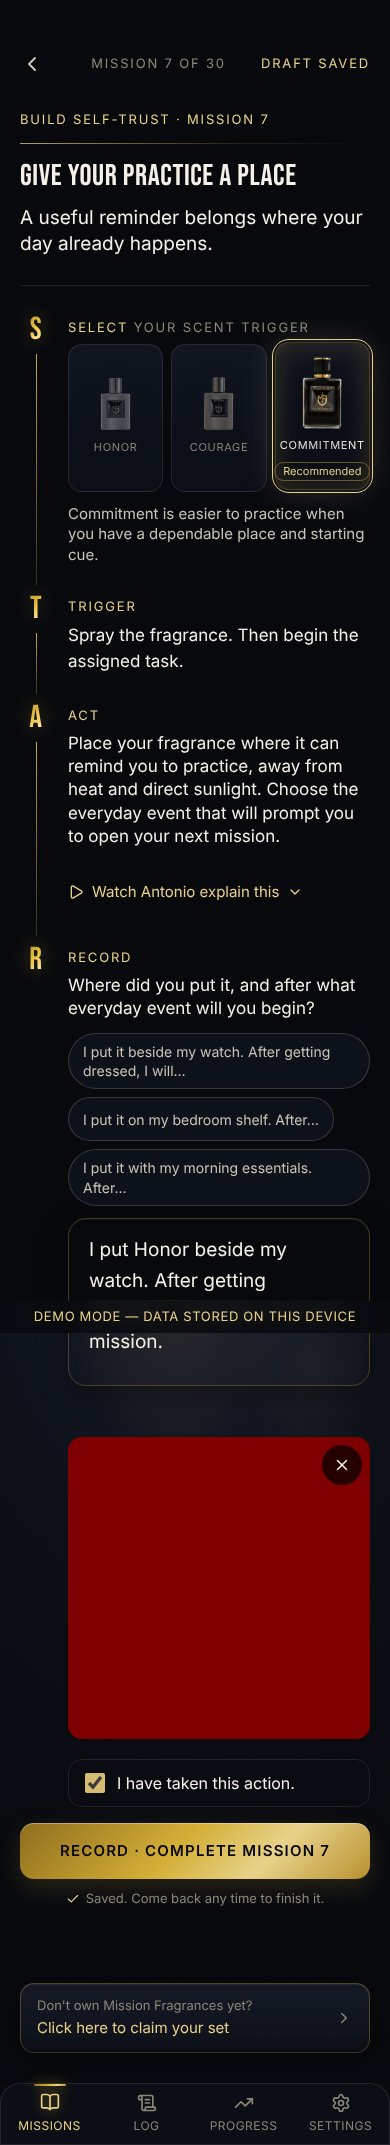 MISSION 7 OF 30
DRAFT SAVED
BUILD SELF-TRUST · MISSION 7
GIVE YOUR PRACTICE A PLACE
A useful reminder belongs where your
day already happens.
S
SELECT YOUR SCENT TRIGGER
HONOR
COURAGE
COMMITMENT
Recommended
Commitment is easier to practice when
you have a dependable place and starting
cue.
T
TRIGGER
Spray the fragrance. Then begin the
assigned task.
A
ACT
Place your fragrance where it can
remind you to practice, away from
heat and direct sunlight. Choose the
everyday event that will prompt you
to open your next mission.
Watch Antonio explain this
R
RECORD
Where did you put it, and after what
everyday event will you begin?
I put it beside my watch. After getting
dressed, I will...
I put it on my bedroom shelf. After...
I put it with my morning essentials.
After...
I put Honor beside my
watch. After getting
DEMO MODE — DATA STORED ON THIS DEVICE
mission.
I have taken this action.
RECORD · COMPLETE MISSION 7
Saved. Come back any time to finish it.
Don't own Mission Fragrances yet?
Click here to claim your set
MISSIONS
LOG
PROGRESS
SETTINGS